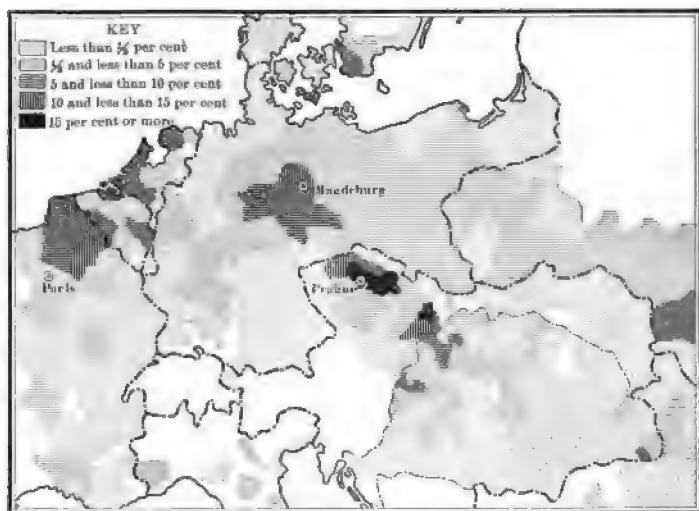 KEY
Less than ½ per cent
½ and less than 5 per cent
5 and less than 10 per cent
10 and less than 15 per cent
15 per cent or more
Magdeburg
Paris
Prague